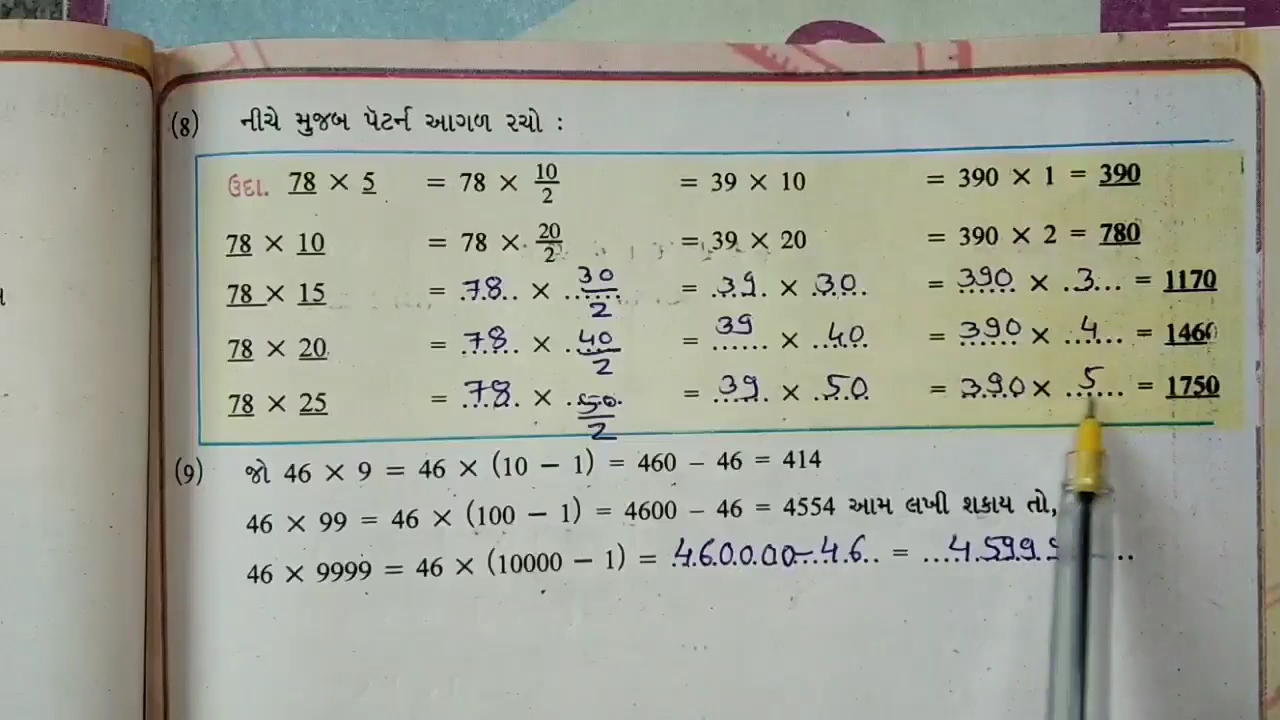 (8) નીચે મુજબ પૅટર્ન આગળ રચો :
ઉદા. 78 × 5 = 78 × 10/2 = 39 × 10 = 390 × 1 = 390
78 × 10 = 78 × 20/2 = 39 × 20 = 390 × 2 = 780
78 × 15 = 78 × 30/2 = 39 × 30 = 390 × 3 = 1170
78 × 20 = 78 × 40/2 = 39 × 40 = 390 × 4 = 1460
78 × 25 = 78 × 50/2 = 39 × 50 = 390 × 5 = 1750
(9) જો 46 × 9 = 46 × (10 − 1) = 460 − 46 = 414
46 × 99 = 46 × (100 − 1) = 4600 − 46 = 4554 આમ લખી શકાય તો,
46 × 9999 = 46 × (10000 − 1) = 460000−46 =